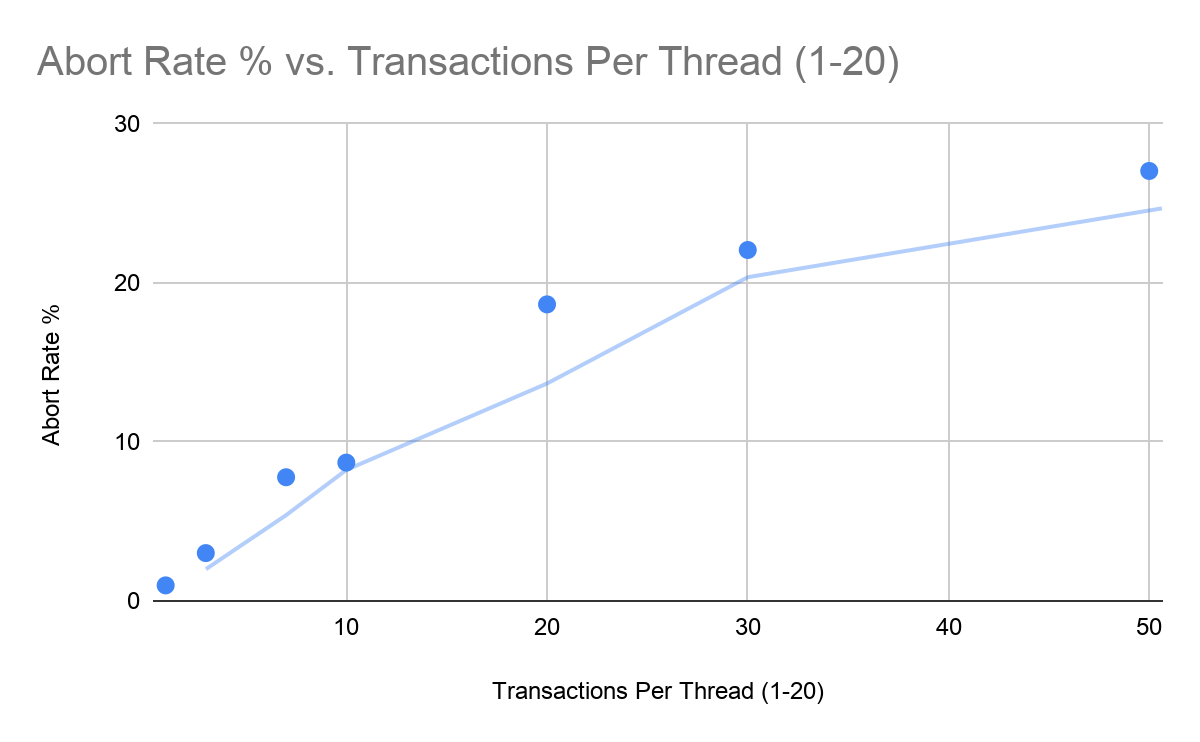 Abort Rate % vs. Transactions Per Thread (1-20)
30
20
10
0
Abort Rate %
10 20 30 40 50
Transactions Per Thread (1-20)